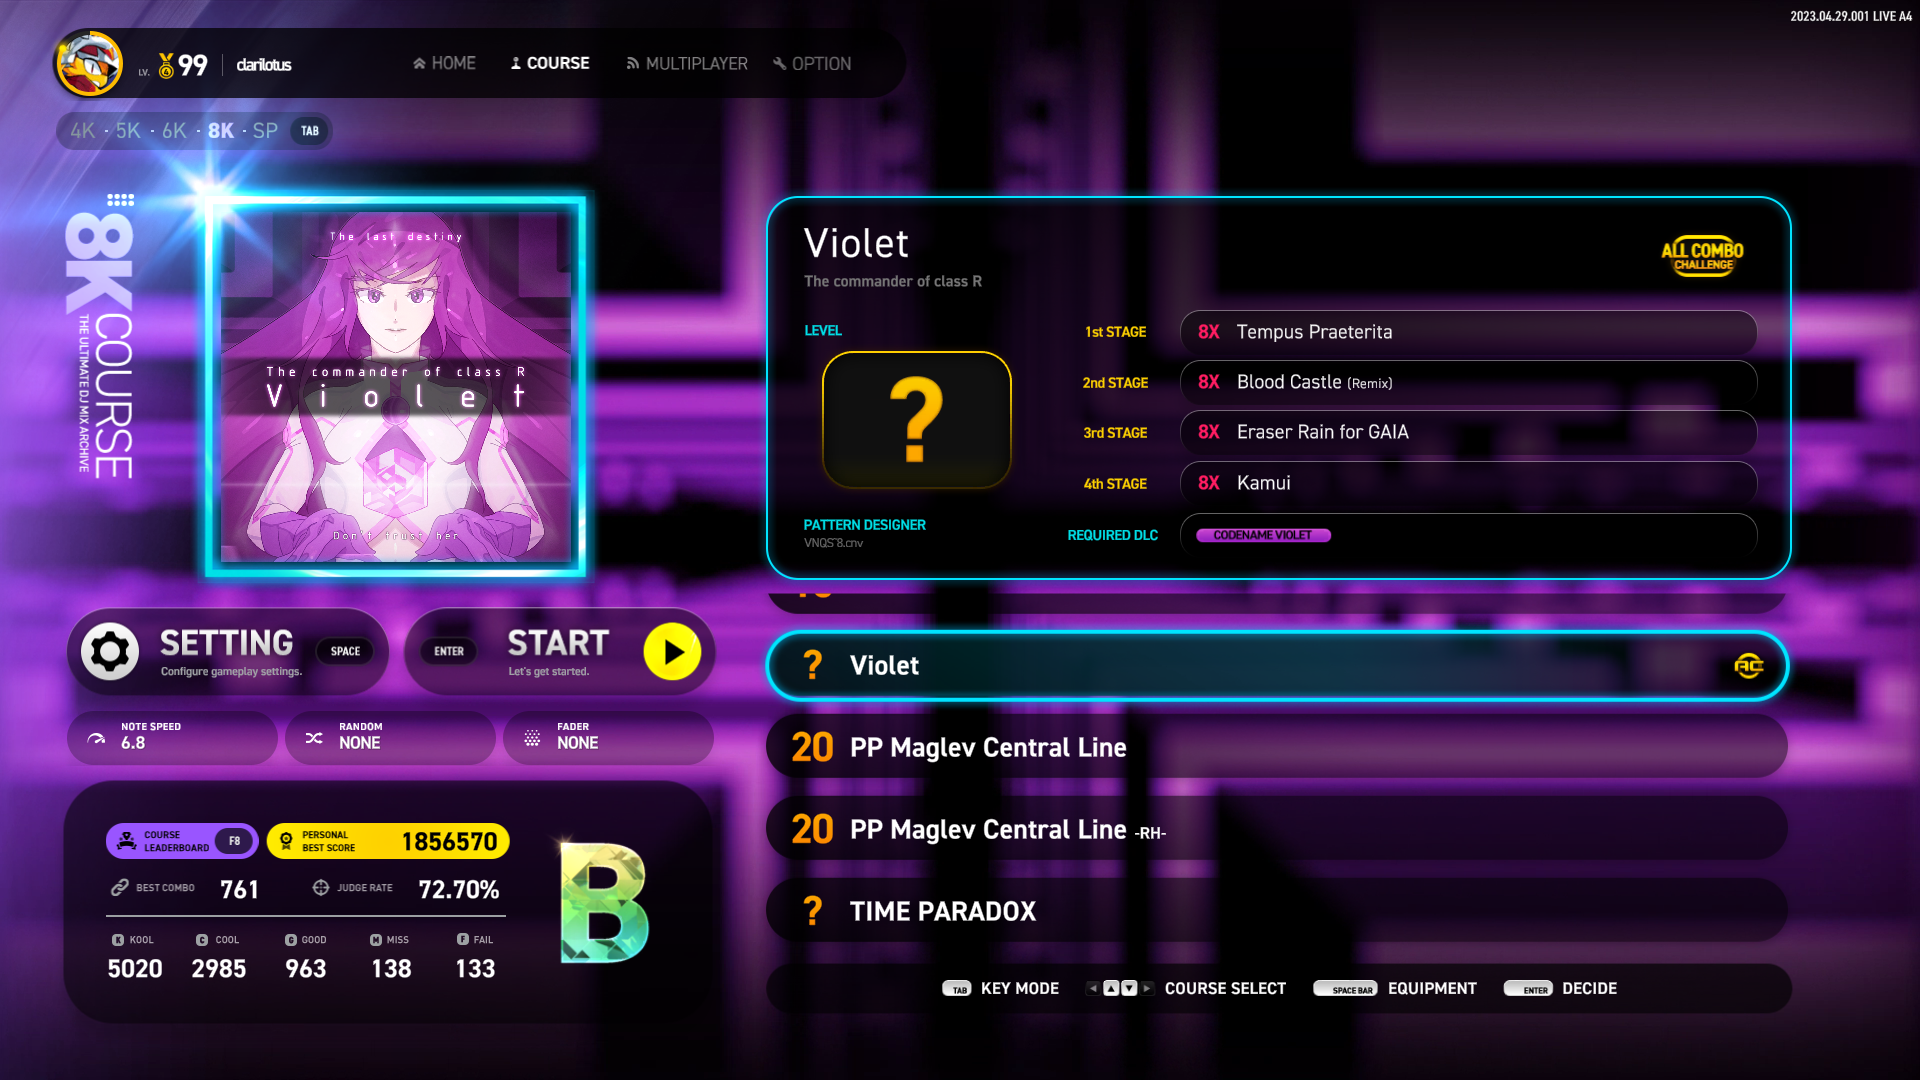 2023.04.29.001 LIVE A4
LV. 99 clarilotus
HOME COURSE MULTIPLAYER OPTION
4K · 5K · 6K · 8K · SP TAB
8K COURSE
THE ULTIMATE DJ MIX ARCHIVE
The last destiny
The commander of class R
Violet
Don't trust her
Violet
The commander of class R
ALL COMBO
CHALLENGE
LEVEL
?
1st STAGE 8X Tempus Praeterita
2nd STAGE 8X Blood Castle (Remix)
3rd STAGE 8X Eraser Rain for GAIA
4th STAGE 8X Kamui
PATTERN DESIGNER
VNQS~8.cnv
REQUIRED DLC CODENAME VIOLET
SETTING SPACE
Configure gameplay settings.
ENTER START
Let's get started.
NOTE SPEED
6.8
RANDOM
NONE
FADER
NONE
? Violet AC
20 PP Maglev Central Line
20 PP Maglev Central Line -RH-
? TIME PARADOX
COURSE
LEADERBOARD F8
PERSONAL
BEST SCORE 1856570
BEST COMBO 761 JUDGE RATE 72.70%
K KOOL C COOL G GOOD M MISS F FAIL
5020 2985 963 138 133
B
TAB KEY MODE COURSE SELECT SPACE BAR EQUIPMENT ENTER DECIDE